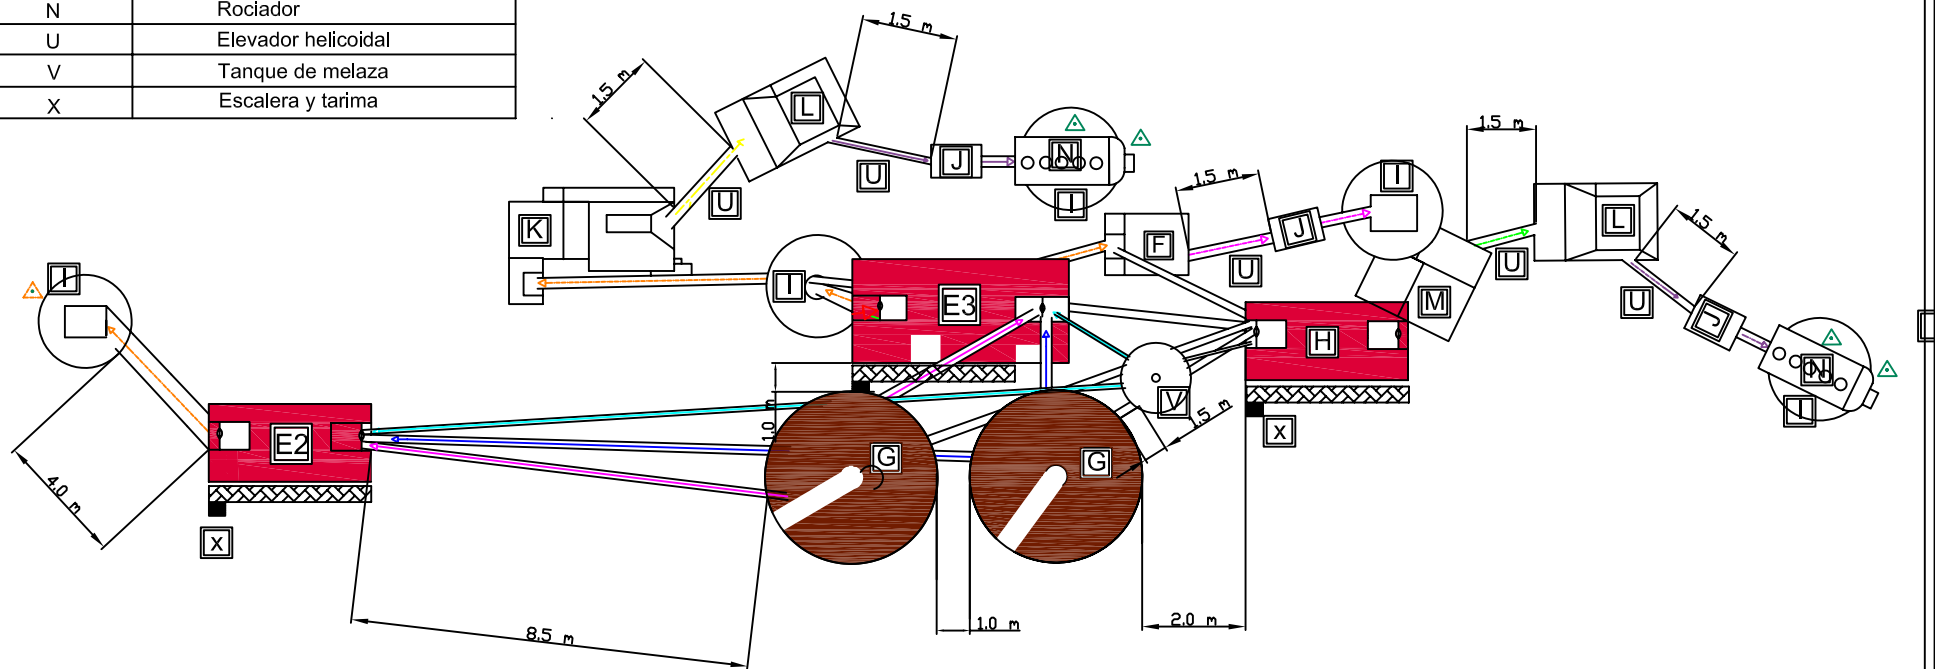 N Rociador
U Elevador helicoidal
V Tanque de melaza
X Escalera y tarima
1.5 m
1.5 m
L
U
J
N
I
U
K
I
I
E3
F
1.5 m
U
J
I
M
1.5 m
U
L
1.5 m
U
J
N
I
H
x
V
1.5 m
1.0 m
E2
x
4.0 m
G
G
8.5 m
1.0 m
2.0 m